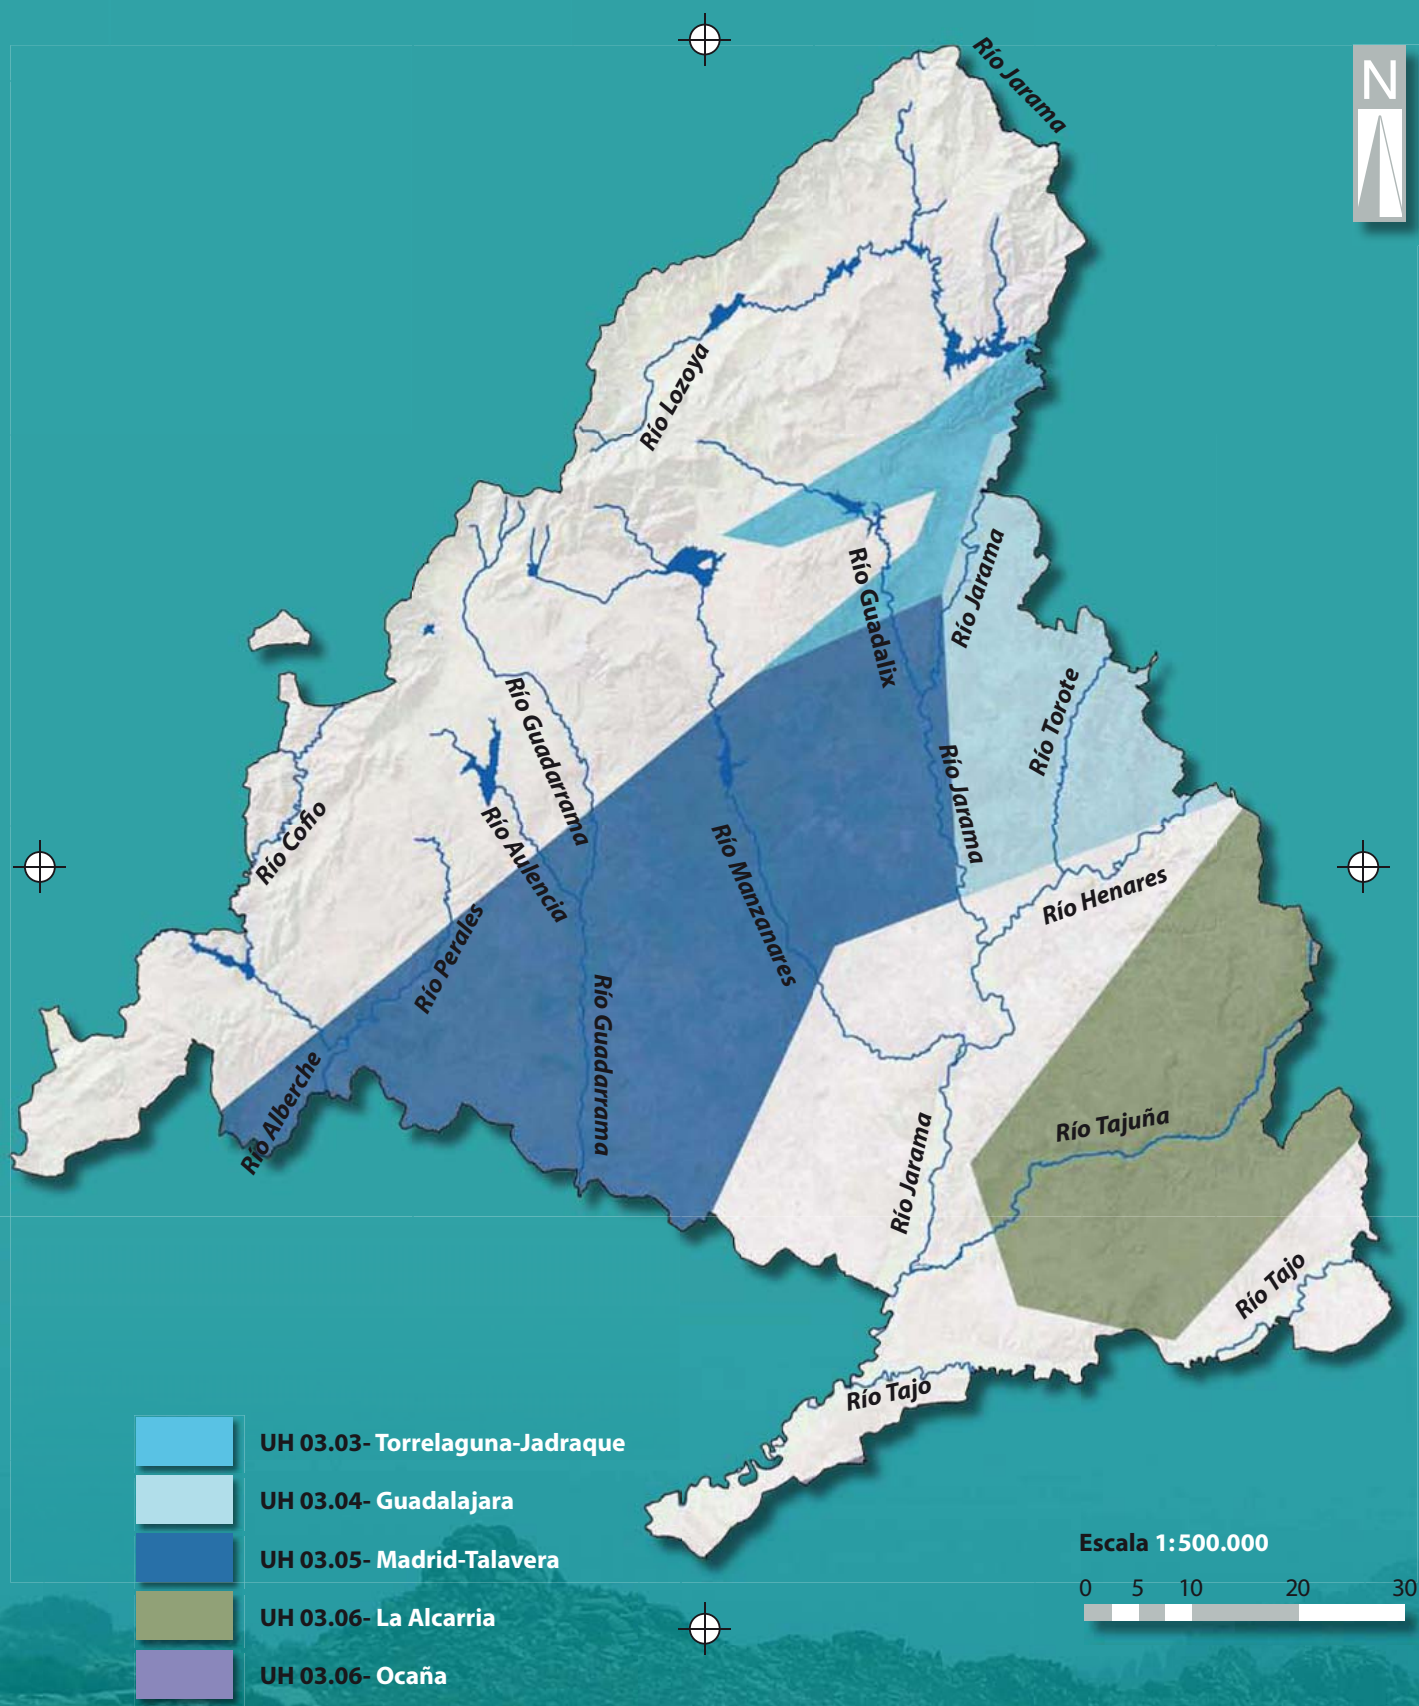 Río Jarama
N
Río Lozoya
Río Guadalix
Río Jarama
Río Torote
Río Guadarrama
Río Jarama
Río Cofio
Río Aulencia
Río Manzanares
Río Henares
Río Perales
Río Guadarrama
Río Alberche
Río Tajuña
Río Jarama
Río Tajo
Río Tajo
UH 03.03- Torrelaguna-Jadraque
UH 03.04- Guadalajara
UH 03.05- Madrid-Talavera
UH 03.06- La Alcarria
UH 03.06- Ocaña
Escala 1:500.000
0 5 10 20 30